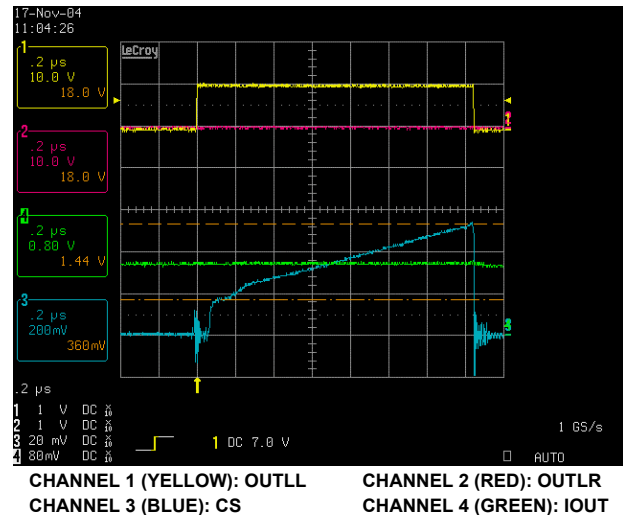 17-Nov-04
11:04:26
1
.2 µs
10.0 V
18.0 V
LeCroy
2
.2 µs
10.0 V
18.0 V
4
.2 µs
0.80 V
1.44 V
3
.2 µs
200mV
360mV
.2 µs
1 1 V DC
2 1 V DC
3 20 mV DC
4 80mV DC
1 DC 7.0 V
1 GS/s
AUTO
CHANNEL 1 (YELLOW): OUTLL CHANNEL 2 (RED): OUTLR
CHANNEL 3 (BLUE): CS CHANNEL 4 (GREEN): IOUT